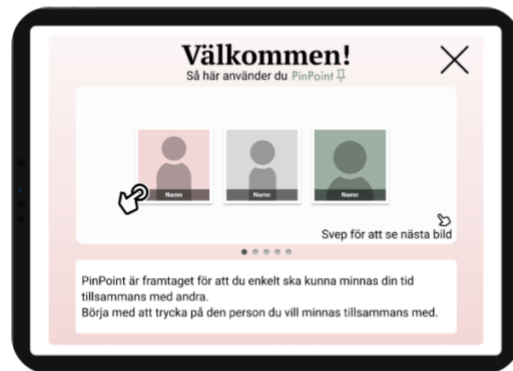 Välkommen!
Så här använder du PinPoint
Namn Namn Namn
Svep för att se nästa bild
PinPoint är framtaget för att du enkelt ska kunna minnas din tid
tillsammans med andra.
Börja med att trycka på den person du vill minnas tillsammans med.